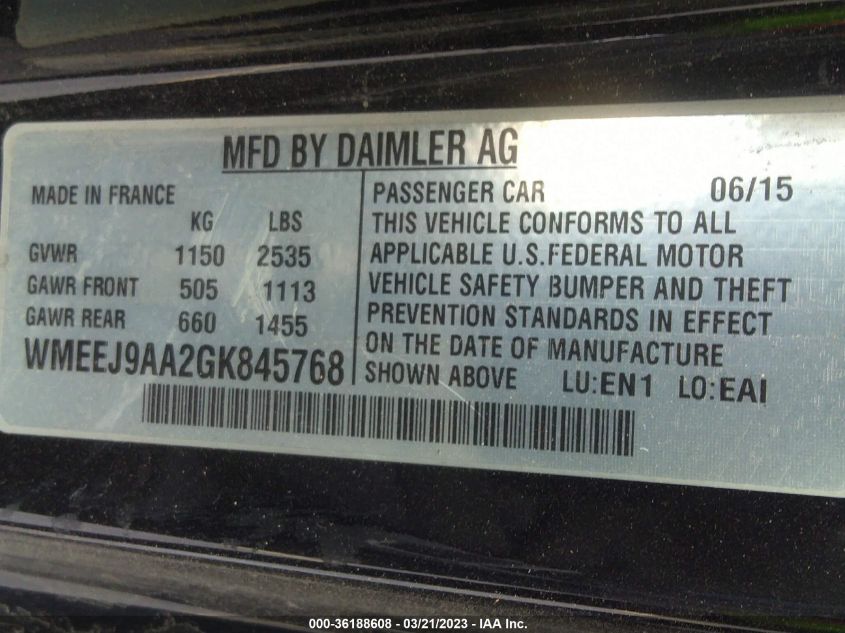 MFD BY DAIMLER AG
MADE IN FRANCE
KG LBS
GVWR 1150 2535
GAWR FRONT 505 1113
GAWR REAR 660 1455
WMEEJ9AA2GK845768
PASSENGER CAR 06/15
THIS VEHICLE CONFORMS TO ALL
APPLICABLE U.S.FEDERAL MOTOR
VEHICLE SAFETY BUMPER AND THEFT
PREVENTION STANDARDS IN EFFECT
ON THE DATE OF MANUFACTURE
SHOWN ABOVE LU:EN1 LO:EAI
000-36188608 - 03/21/2023 - IAA Inc.